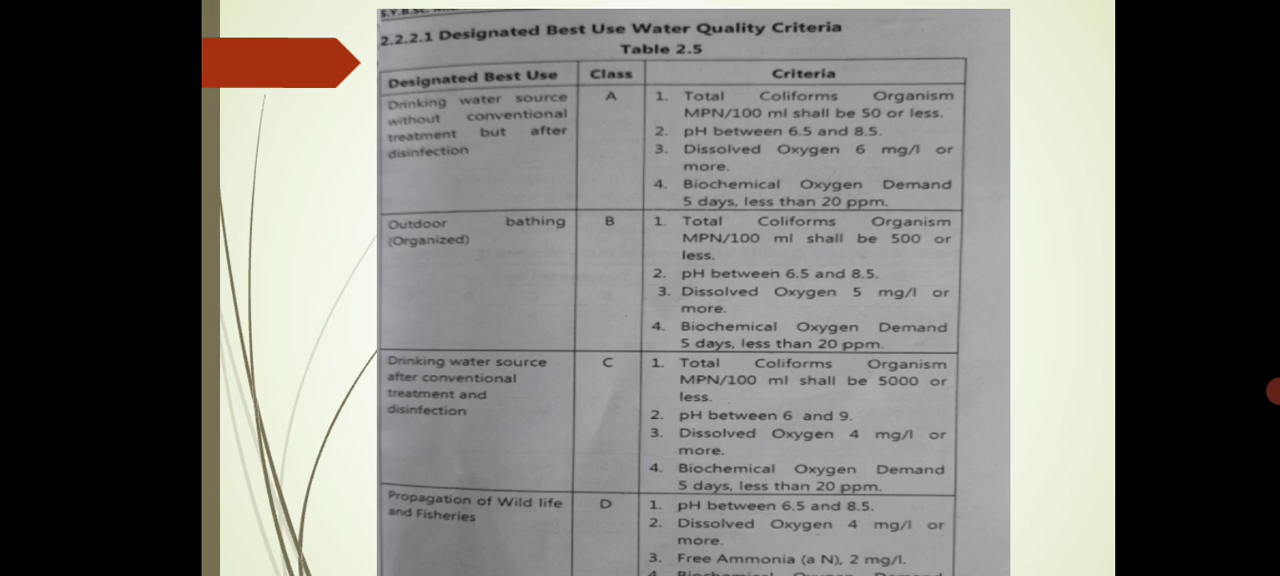 S.Y.B.Sc.
2.2.2.1 Designated Best Use Water Quality Criteria
Table 2.5
Designated Best Use Class Criteria
Drinking water source
without conventional
treatment but after
disinfection
A
1. Total Coliforms Organism
MPN/100 ml shall be 50 or less.
2. pH between 6.5 and 8.5.
3. Dissolved Oxygen 6 mg/l or
more.
4. Biochemical Oxygen Demand
5 days, less than 20 ppm.
Outdoor bathing
(Organized)
B
1. Total Coliforms Organism
MPN/100 ml shall be 500 or
less.
2. pH between 6.5 and 8.5.
3. Dissolved Oxygen 5 mg/l or
more.
4. Biochemical Oxygen Demand
5 days, less than 20 ppm.
Drinking water source
after conventional
treatment and
disinfection
C
1. Total Coliforms Organism
MPN/100 ml shall be 5000 or
less.
2. pH between 6 and 9.
3. Dissolved Oxygen 4 mg/l or
more.
4. Biochemical Oxygen Demand
5 days, less than 20 ppm.
Propagation of Wild life
and Fisheries
D
1. pH between 6.5 and 8.5.
2. Dissolved Oxygen 4 mg/l or
more.
3. Free Ammonia (a N), 2 mg/l.
4. Biochemical Oxygen Demand